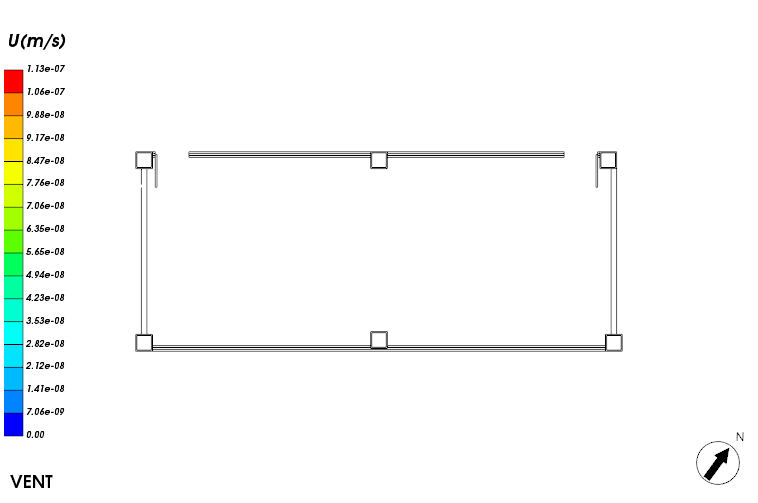 U(m/s)
1.13e-07
1.06e-07
9.88e-08
9.17e-08
8.47e-08
7.76e-08
7.06e-08
6.35e-08
5.65e-08
4.94e-08
4.23e-08
3.53e-08
2.82e-08
2.12e-08
1.41e-08
7.06e-09
0.00
N
VENT